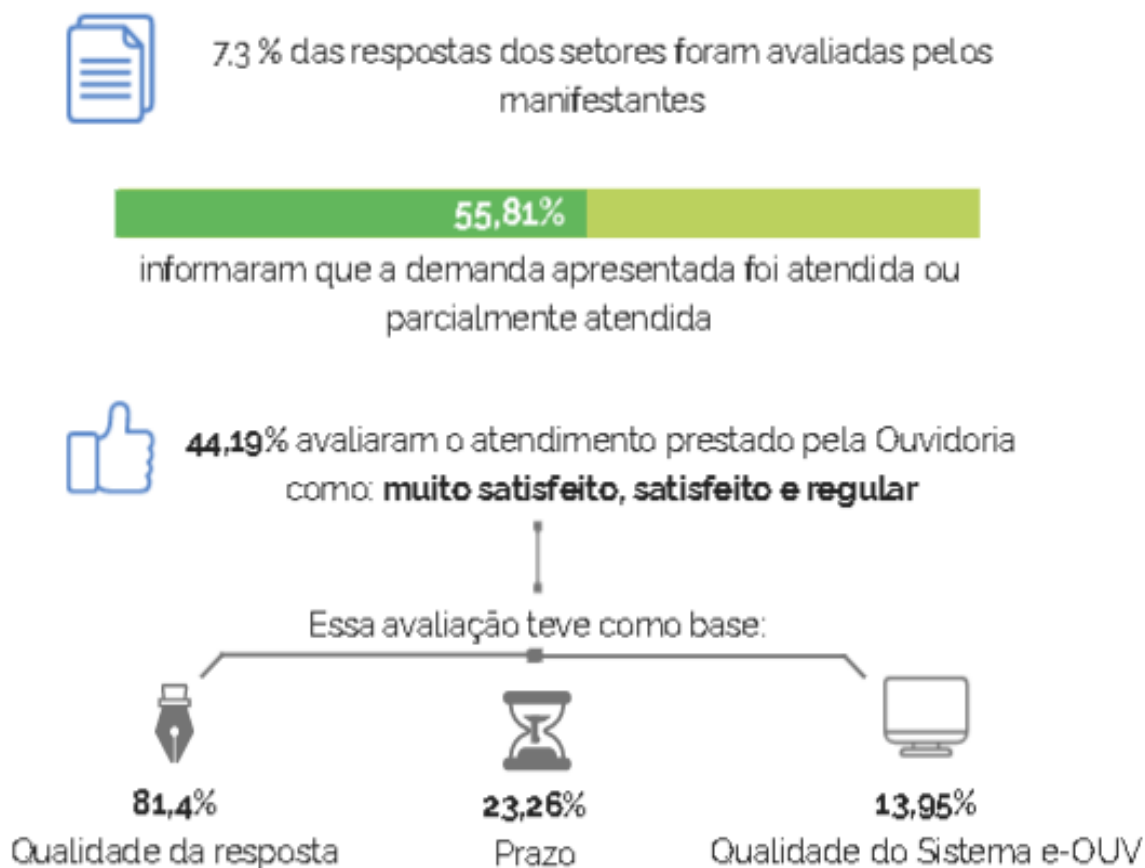 7,3 % das respostas dos setores foram avaliadas pelos
manifestantes
55,81%
informaram que a demanda apresentada foi atendida ou
parcialmente atendida
44,19% avaliaram o atendimento prestado pela Ouvidoria
como: muito satisfeito, satisfeito e regular
Essa avaliação teve como base:
81,4%
Qualidade da resposta
23,26%
Prazo
13,95%
Qualidade do Sistema e-OUV